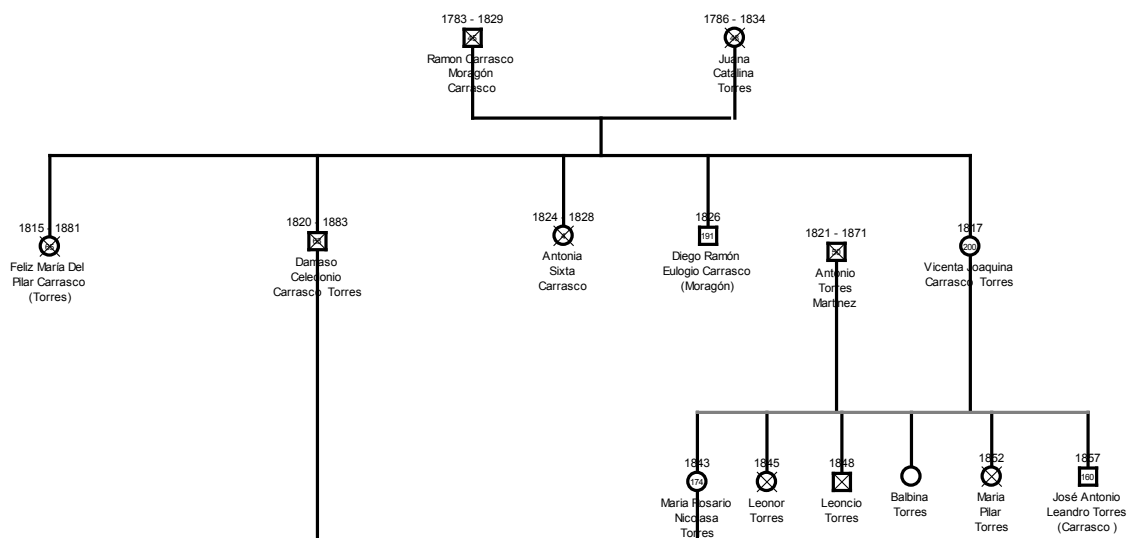 1783 - 1829
Ramon Carrasco
Moragón
Carrasco
1786 - 1834
Juana
Catalina
Torres
1815 - 1881
Feliz María Del
Pilar Carrasco
(Torres)
1820 - 1883
Damaso
Celedonio
Carrasco Torres
1824 - 1828
Antonia
Sixta
Carrasco
1826
191
Diego Ramón
Eulogio Carrasco
(Moragón)
1821 - 1871
Antonio
Torres
Martinez
1817
200
Vicenta Joaquina
Carrasco Torres
1843
174
Maria Rosario
Nicolasa
Torres
1845
Leonor
Torres
1848
Leoncio
Torres
Balbina
Torres
1852
Maria
Pilar
Torres
1857
160
José Antonio
Leandro Torres
(Carrasco )